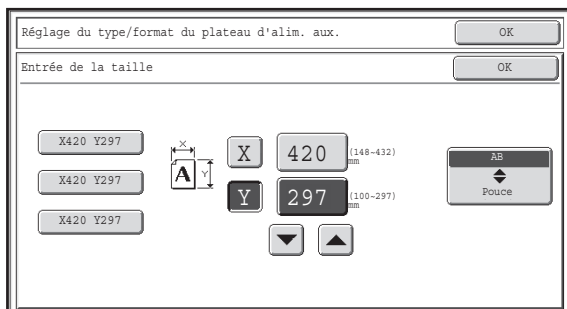 Réglage du type/format du plateau d'alim. aux. OK
Entrée de la taille OK
X420 Y297
X420 Y297
X420 Y297
X
A Y
X 420 (148~432)
mm
Y 297 (100~297)
mm
AB
Pouce